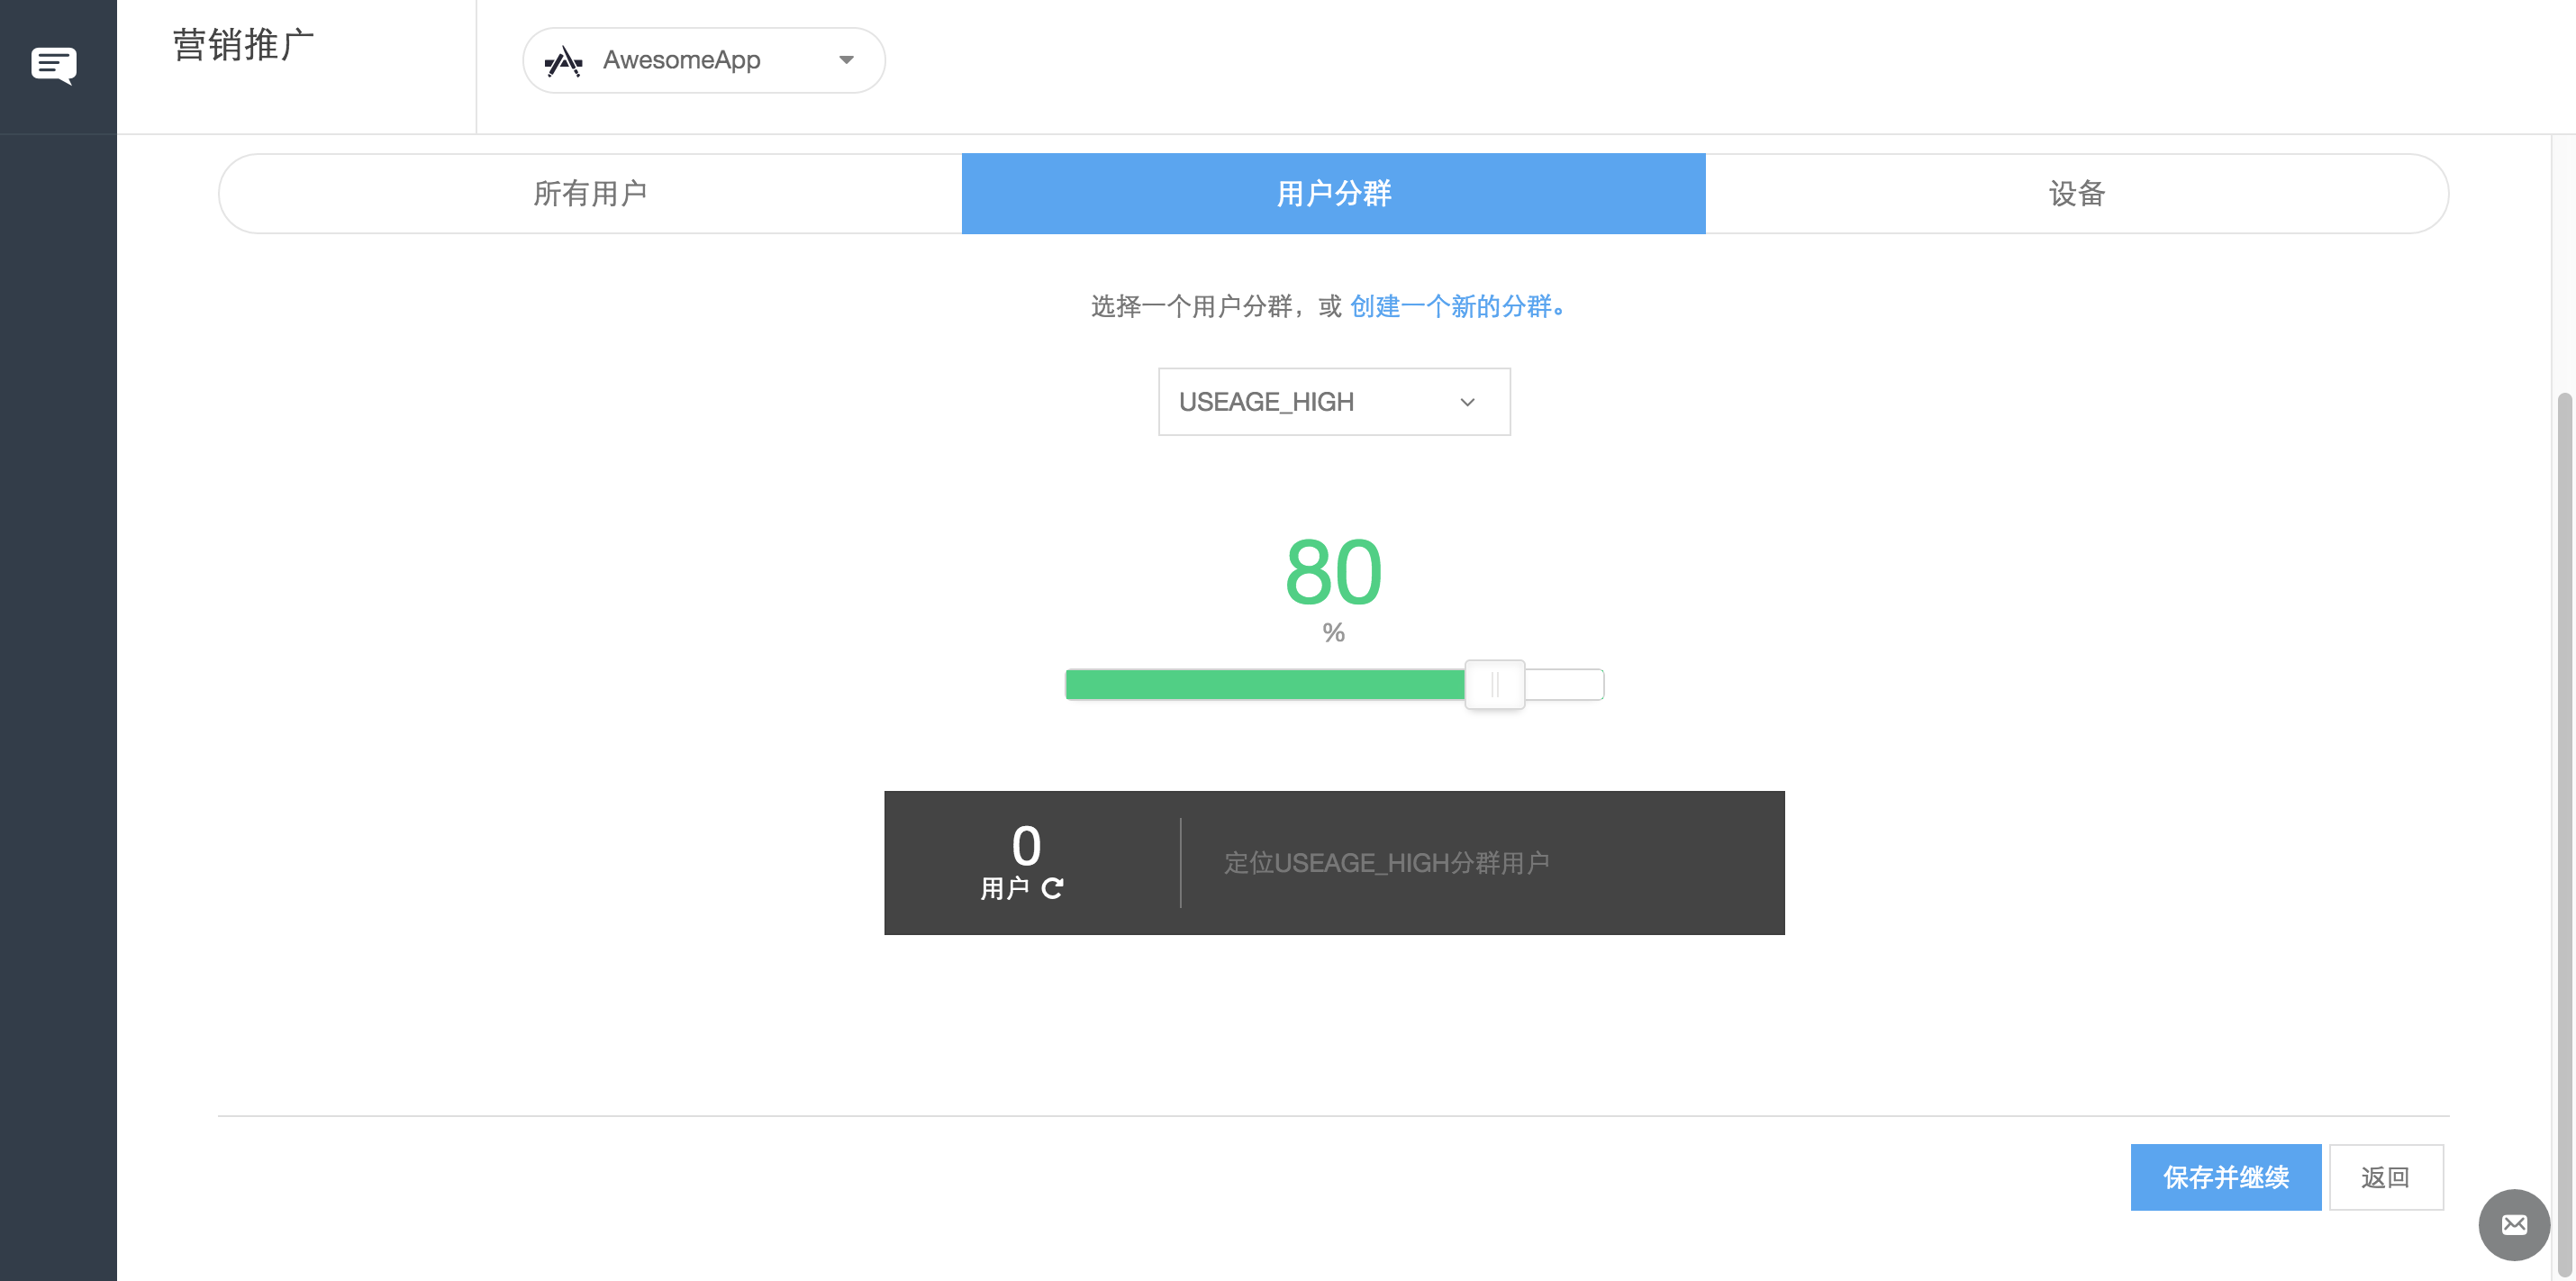 营销推广
AwesomeApp
所有用户
用户分群
设备
选择一个用户分群，或 创建一个新的分群。
USEAGE_HIGH
80
%
0
用户
定位USEAGE_HIGH分群用户
保存并继续
返回